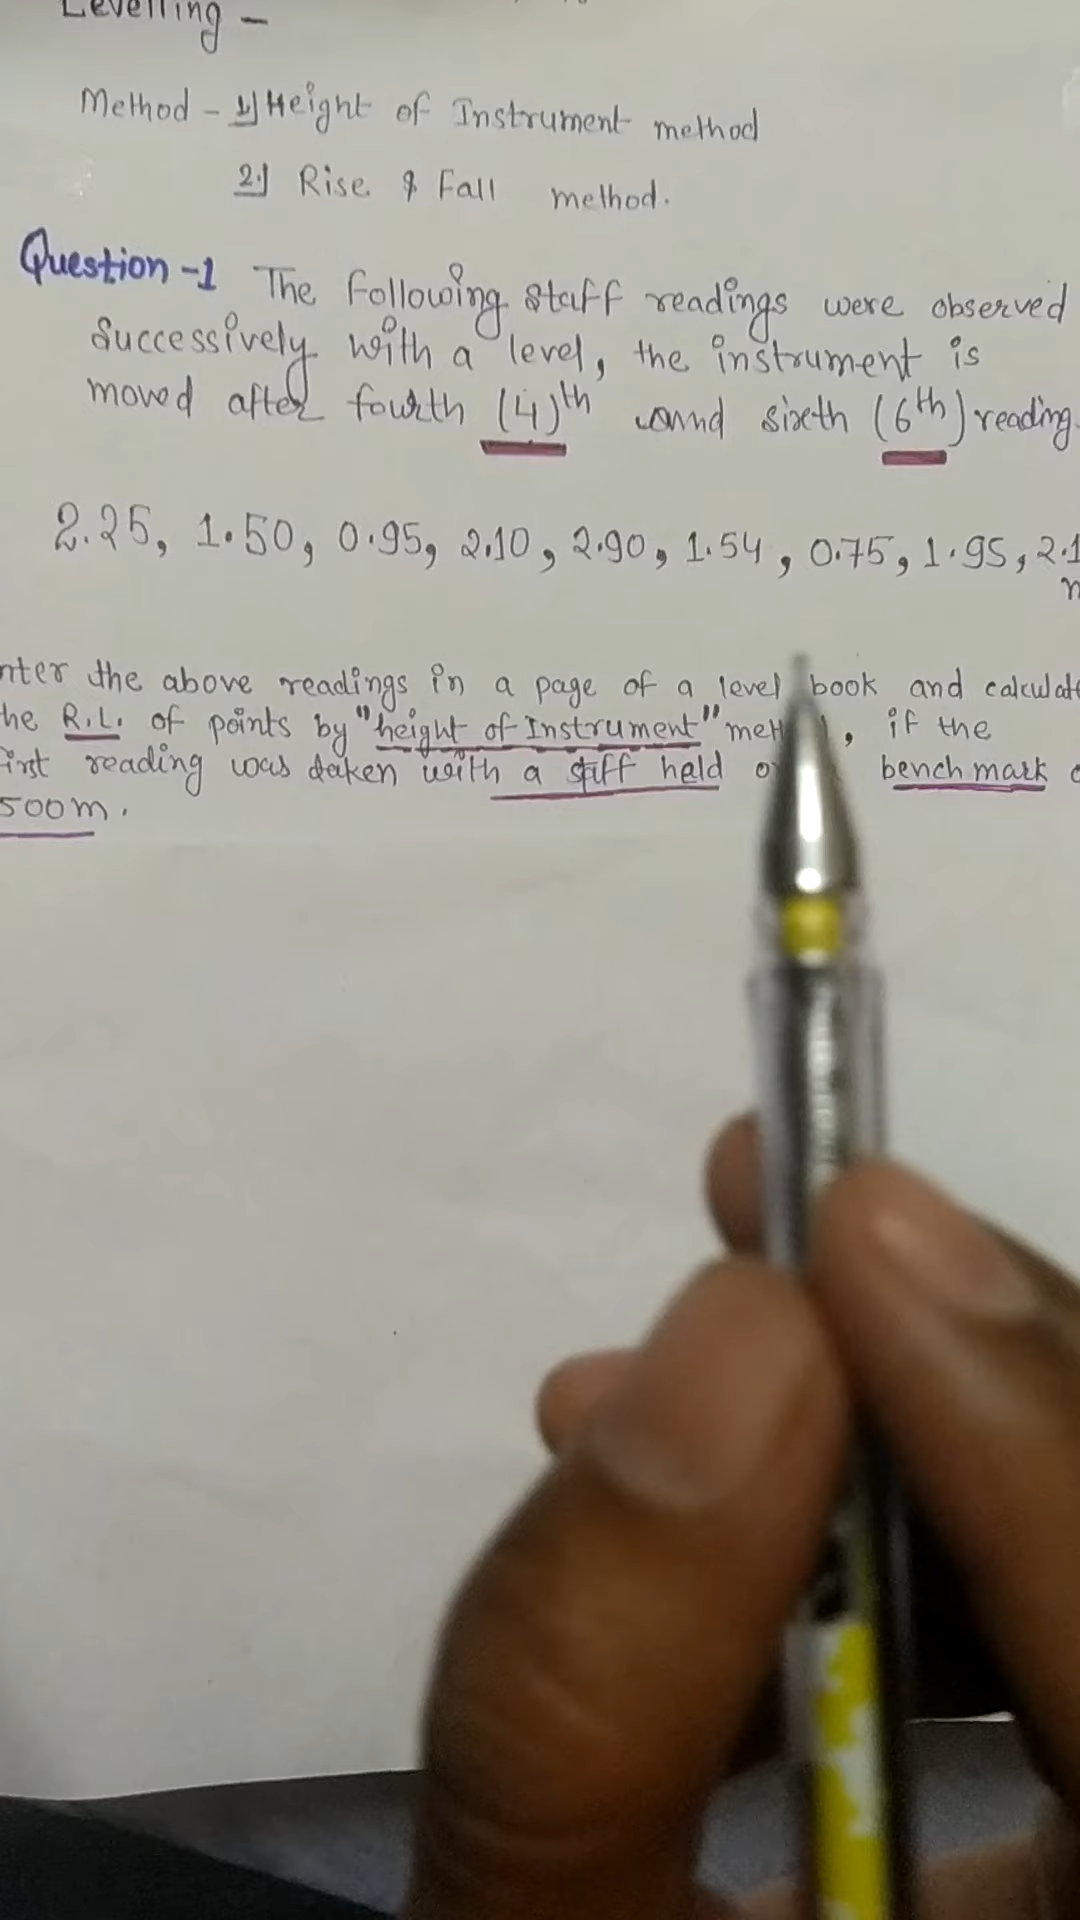 Levelling -
Method - 1) Height of Instrument method
2.) Rise & Fall method.
Question-1 The following staff readings were observed
Successively with a level, the instrument is
moved after fourth (4)th and sixth (6th) reading.
2.25, 1.50, 0.95, 2.10, 2.90, 1.54, 0.75, 1.95, 2.1
nter the above readings in a page of a level book and calculate
he R.L. of points by "height of Instrument" met , if the
irst reading was taken with a staff held o bench mark o
500m.